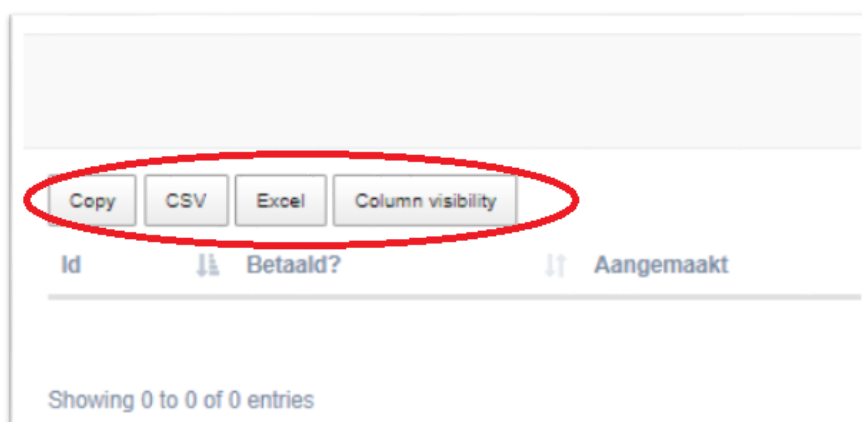 Copy CSV Excel Column visibility
Id Betaald? Aangemaakt
Showing 0 to 0 of 0 entries